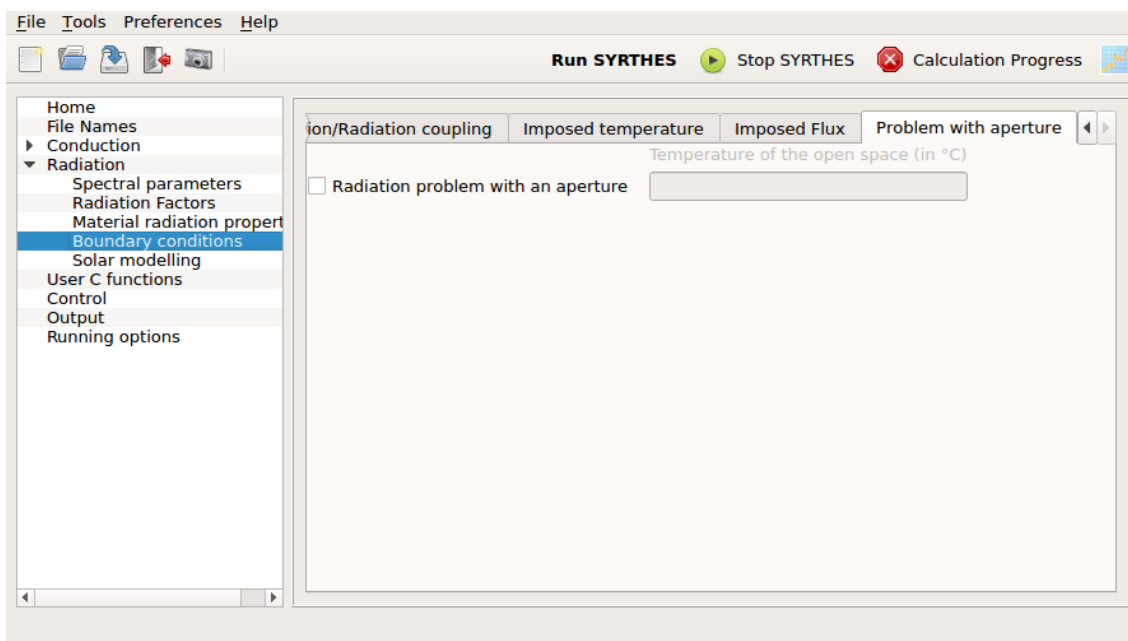 File Tools Preferences Help
Run SYRTHES Stop SYRTHES Calculation Progress
Home
File Names
Conduction
Radiation
Spectral parameters
Radiation Factors
Material radiation propert
Boundary conditions
Solar modelling
User C functions
Control
Output
Running options
ion/Radiation coupling Imposed temperature Imposed Flux Problem with aperture
Temperature of the open space (in °C)
Radiation problem with an aperture